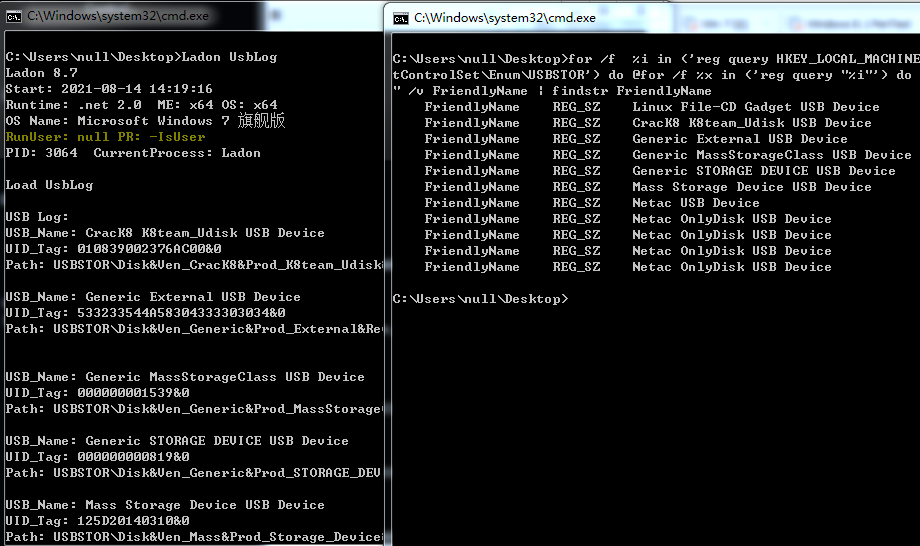 C:\Windows\system32\cmd.exe
C:\Users\null\Desktop>Ladon UsbLog
Ladon 8.7
Start: 2021-08-14 14:19:16
Runtime: .net 2.0  ME: x64 OS: x64
OS Name: Microsoft Windows 7 旗舰版
RunUser: null PR: -IsUser
PID: 3064  CurrentProcess: Ladon
Load UsbLog
USB Log:
USB_Name: CracK8 K8team_Udisk USB Device
UID_Tag: 010839002376AC00&0
Path: USBSTOR\Disk&Ven_CracK8&Prod_K8team_Udisk&
USB_Name: Generic External USB Device
UID_Tag: 533233544A58304333303034&0
Path: USBSTOR\Disk&Ven_Generic&Prod_External&Rev
USB_Name: Generic MassStorageClass USB Device
UID_Tag: 000000001539&0
Path: USBSTOR\Disk&Ven_Generic&Prod_MassStorage
USB_Name: Generic STORAGE DEVICE USB Device
UID_Tag: 000000000819&0
Path: USBSTOR\Disk&Ven_Generic&Prod_STORAGE_DEV
USB_Name: Mass Storage Device USB Device
UID_Tag: 125D20140310&0
Path: USBSTOR\Disk&Ven_Mass&Prod_Storage_Device&
C:\Windows\system32\cmd.exe
C:\Users\null\Desktop>for /f  %i in ('reg query HKEY_LOCAL_MACHINE
tControlSet\Enum\USBSTOR') do @for /f %x in ('reg query "%i"') do
" /v FriendlyName | findstr FriendlyName
FriendlyName    REG_SZ    Linux File-CD Gadget USB Device
FriendlyName    REG_SZ    CracK8 K8team_Udisk USB Device
FriendlyName    REG_SZ    Generic External USB Device
FriendlyName    REG_SZ    Generic MassStorageClass USB Device
FriendlyName    REG_SZ    Generic STORAGE DEVICE USB Device
FriendlyName    REG_SZ    Mass Storage Device USB Device
FriendlyName    REG_SZ    Netac USB Device
FriendlyName    REG_SZ    Netac OnlyDisk USB Device
FriendlyName    REG_SZ    Netac OnlyDisk USB Device
FriendlyName    REG_SZ    Netac OnlyDisk USB Device
FriendlyName    REG_SZ    Netac OnlyDisk USB Device
C:\Users\null\Desktop>